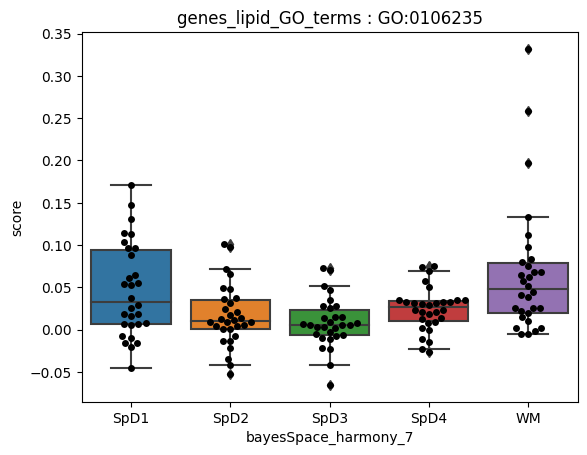 genes_lipid_GO_terms : GO:0106235
0.35
0.30
0.25
0.20
0.15
0.10
0.05
0.00
−0.05
score
SpD1 SpD2 SpD3 SpD4 WM
bayesSpace_harmony_7